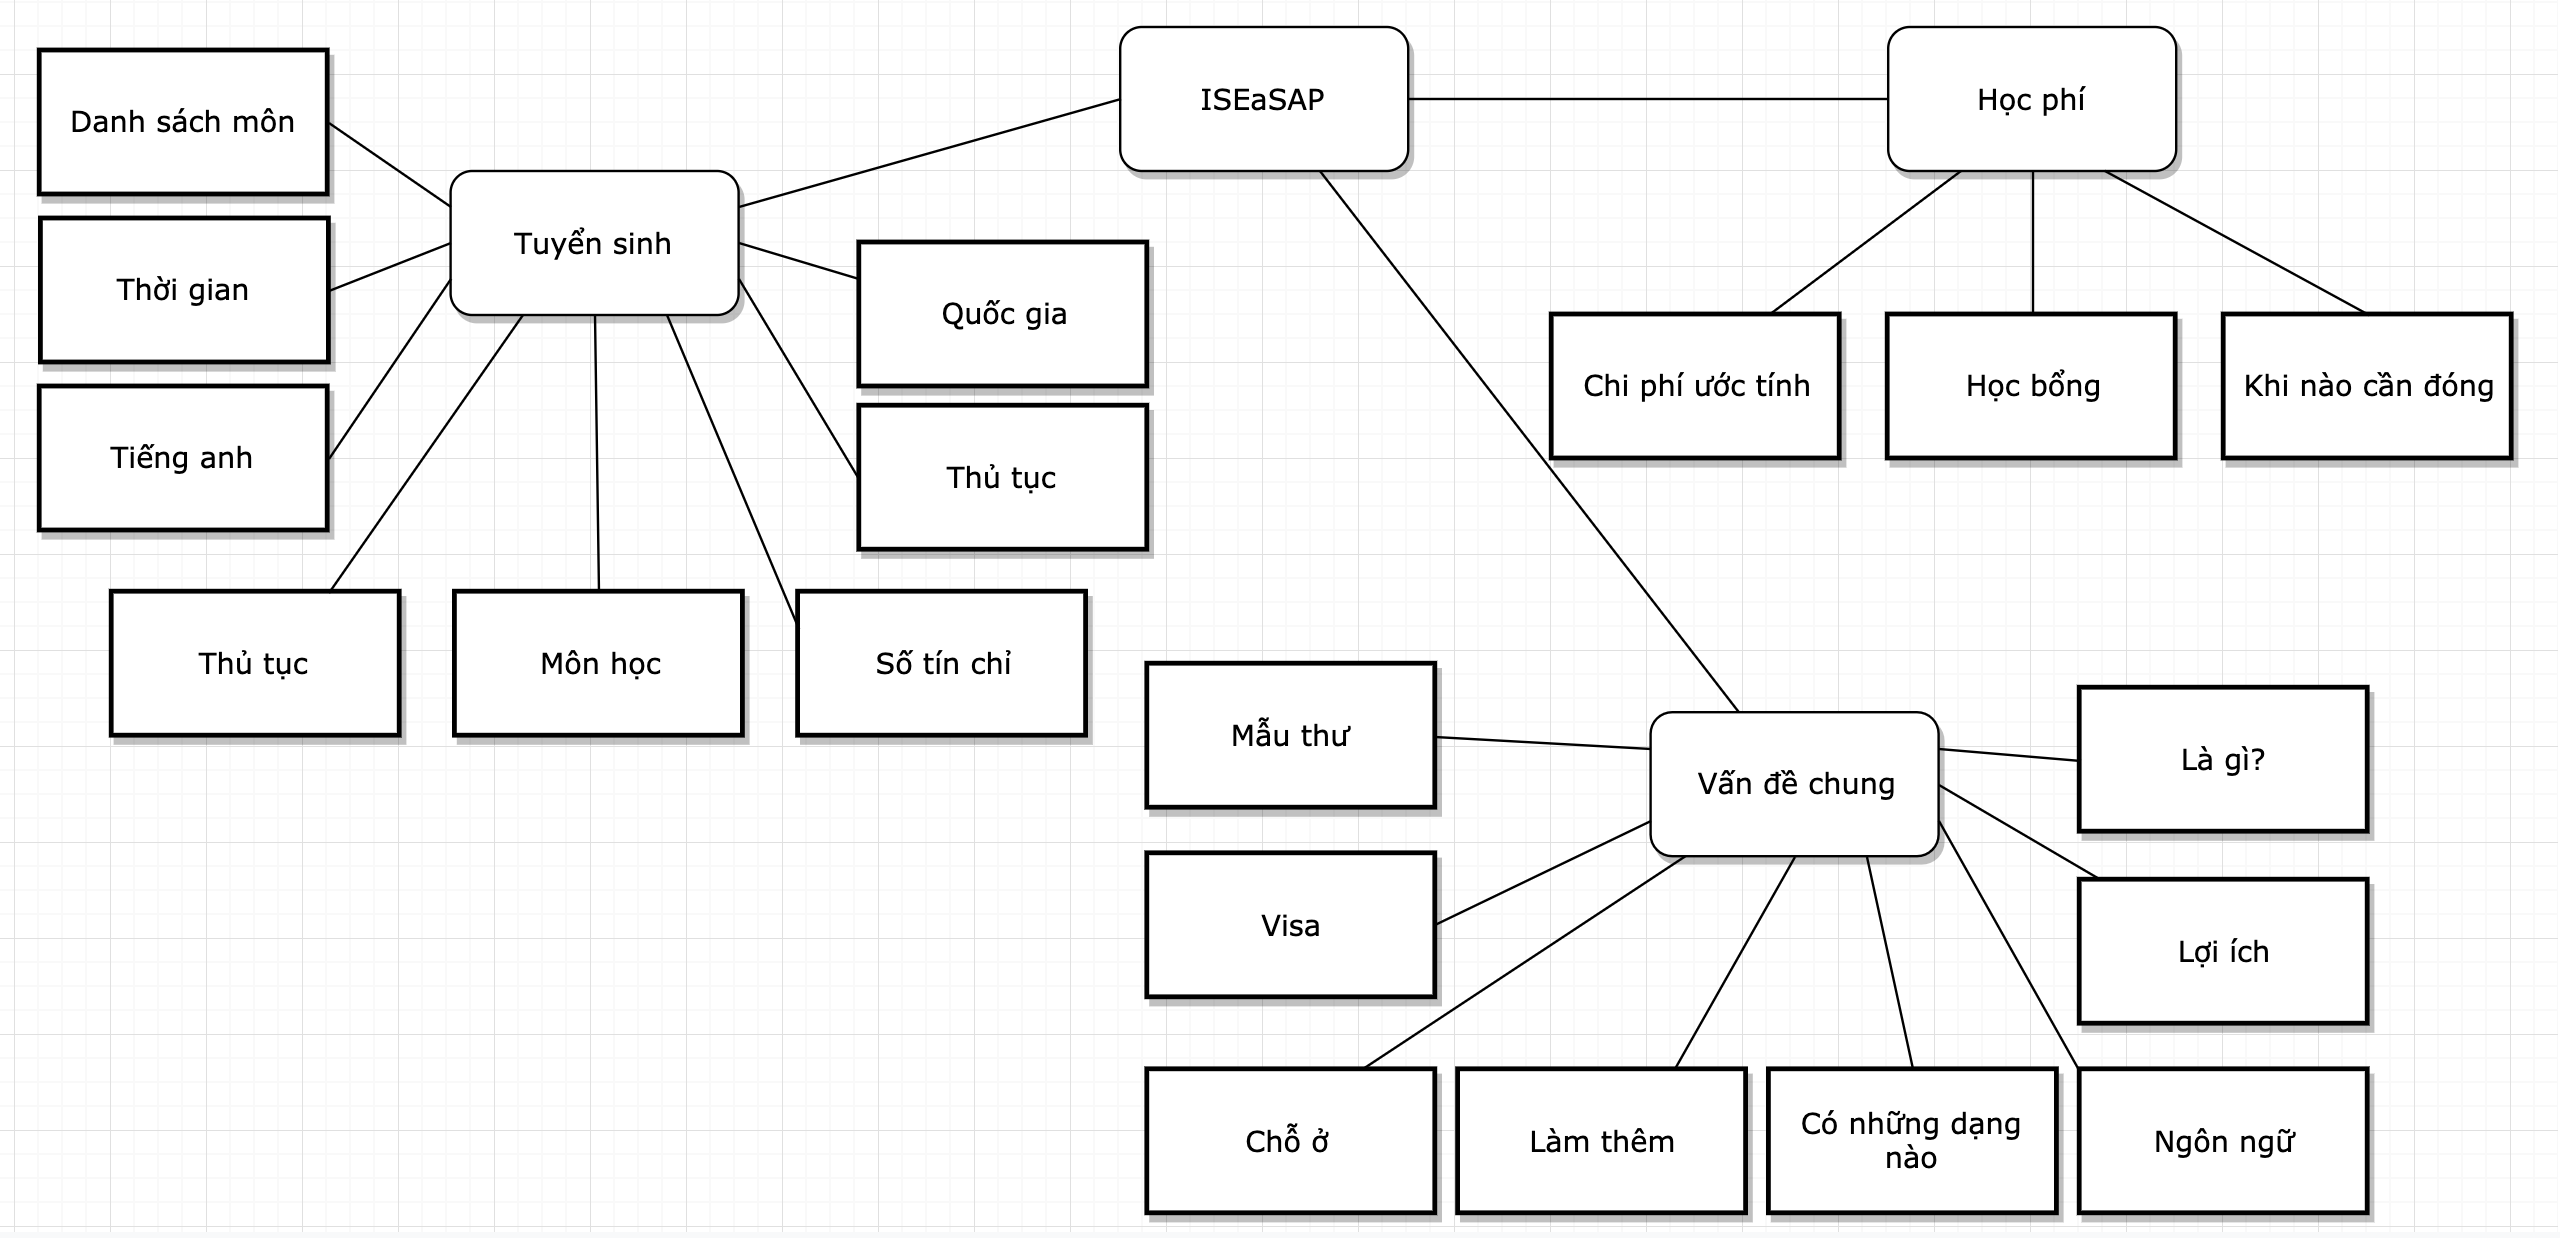 ISEaSAP
Học phí
Danh sách môn
Tuyển sinh
Thời gian
Quốc gia
Chi phí ước tính
Học bổng
Khi nào cần đóng
Tiếng anh
Thủ tục
Thủ tục
Môn học
Số tín chỉ
Mẫu thư
Vấn đề chung
Là gì?
Visa
Lợi ích
Chỗ ở
Làm thêm
Có những dạng
nào
Ngôn ngữ